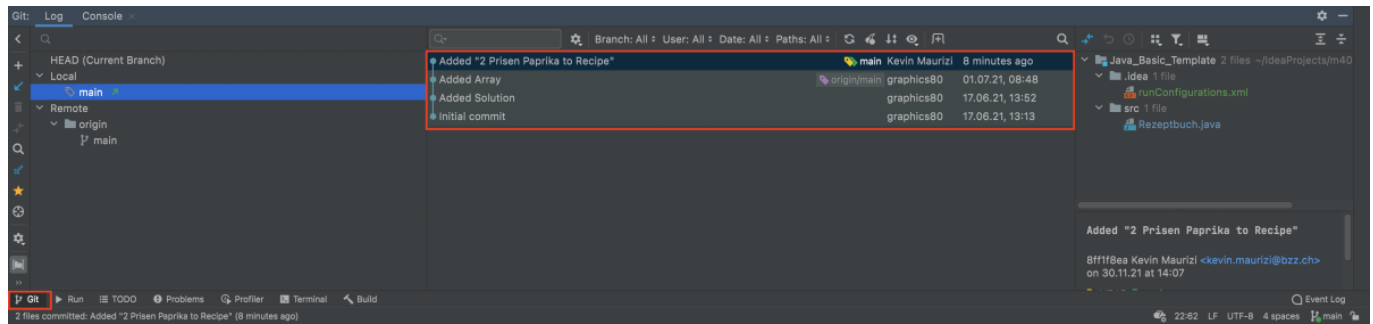 Git: Log Console ×
Branch: All User: All Date: All Paths: All
HEAD (Current Branch)
Local
main
Remote
origin
main
Added "2 Prisen Paprika to Recipe" main Kevin Maurizi 8 minutes ago
Added Array origin/main graphics80 01.07.21, 08:48
Added Solution graphics80 17.06.21, 13:52
Initial commit graphics80 17.06.21, 13:13
Java_Basic_Template 2 files ~/IdeaProjects/m40
.idea 1 file
runConfigurations.xml
src 1 file
Rezeptbuch.java
Added "2 Prisen Paprika to Recipe"
8ff1f8ea Kevin Maurizi <kevin.maurizi@bzz.ch>
on 30.11.21 at 14:07
Git Run TODO Problems Profiler Terminal Build Event Log
2 files committed: Added "2 Prisen Paprika to Recipe" (8 minutes ago) 22:62 LF UTF-8 4 spaces main